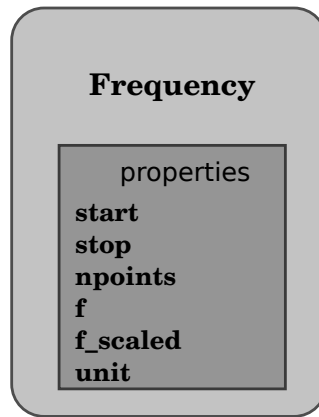 Frequency
properties
start
stop
npoints
f
f_scaled
unit